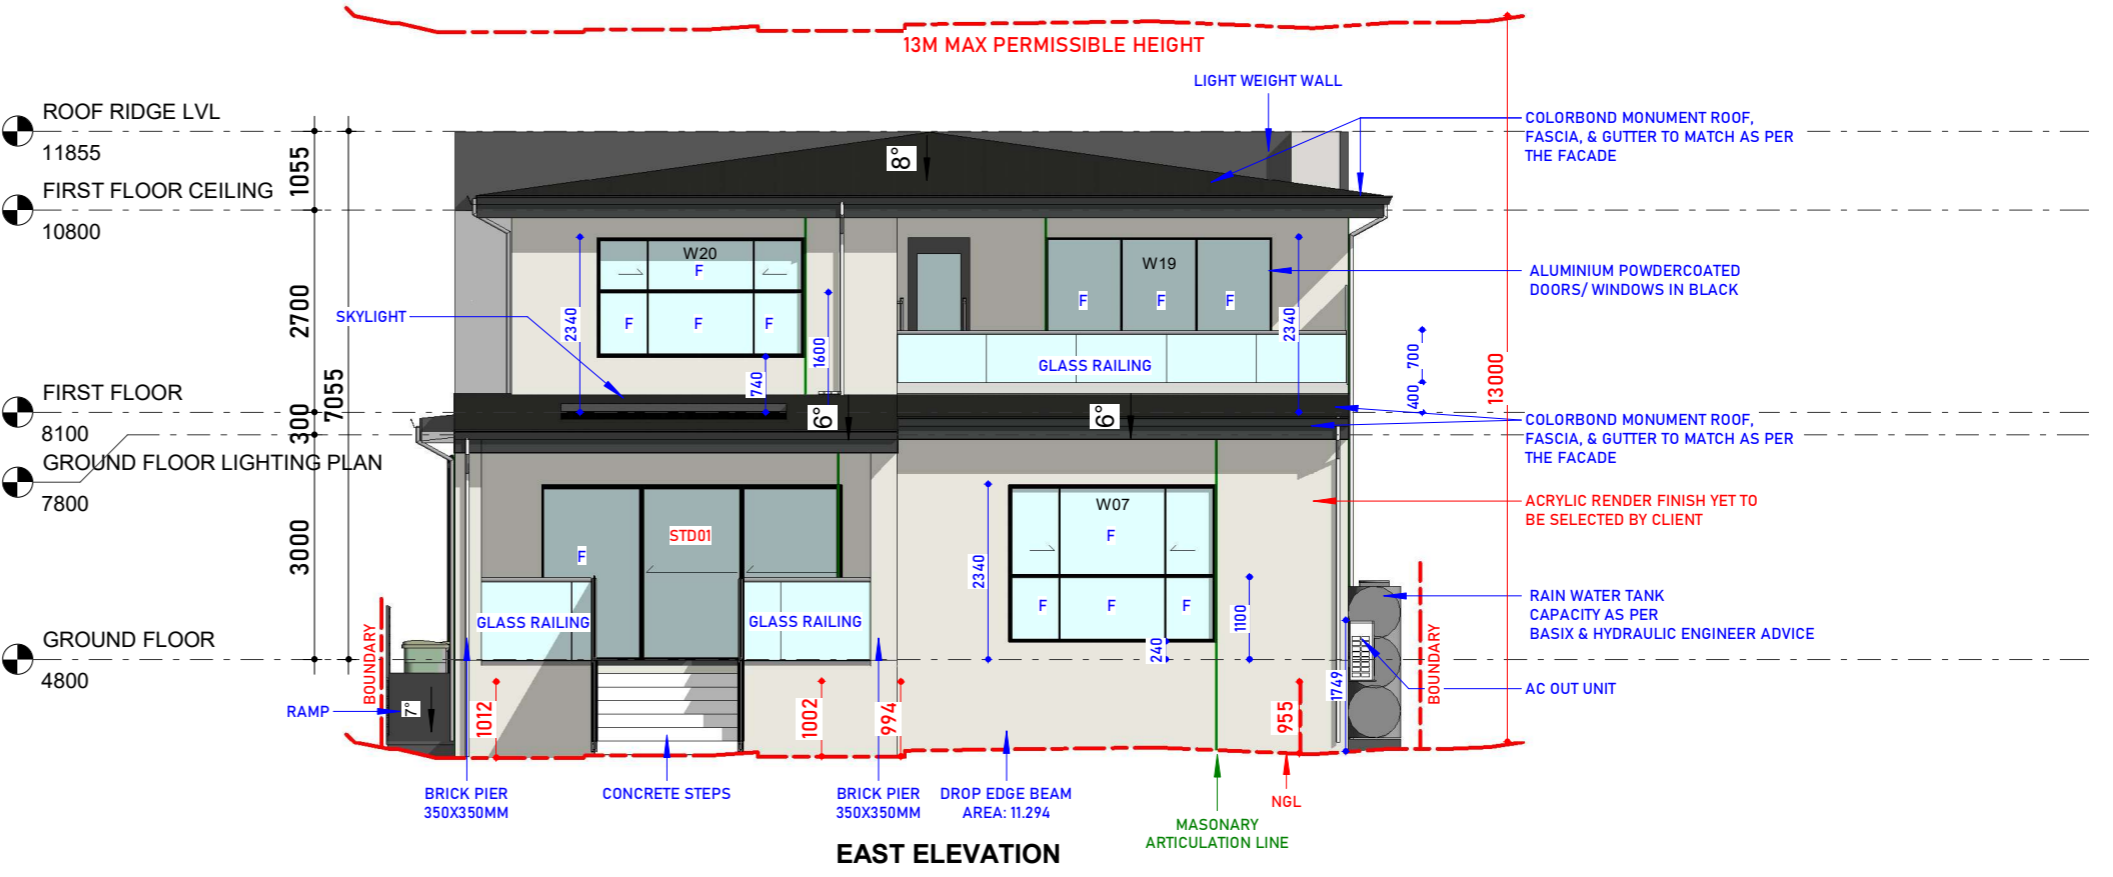 13M MAX PERMISSIBLE HEIGHT
LIGHT WEIGHT WALL
ROOF RIDGE LVL
11855
COLORBOND MONUMENT ROOF,
FASCIA, & GUTTER TO MATCH AS PER
THE FACADE
8°
1055
FIRST FLOOR CEILING
10800
W20
F
W19
ALUMINIUM POWDERCOATED
DOORS/ WINDOWS IN BLACK
F
F
F
F
F
F
2700
SKYLIGHT
2340
1600
2340
GLASS RAILING
700
740
400
13000
7055
FIRST FLOOR
8100
300
6°
6°
COLORBOND MONUMENT ROOF,
FASCIA, & GUTTER TO MATCH AS PER
THE FACADE
GROUND FLOOR LIGHTING PLAN
7800
W07
ACRYLIC RENDER FINISH YET TO
BE SELECTED BY CLIENT
STD01
F
F
3000
2340
F
F
F
1100
RAIN WATER TANK
CAPACITY AS PER
BASIX & HYDRAULIC ENGINEER ADVICE
GLASS RAILING
GLASS RAILING
GROUND FLOOR
4800
240
BOUNDARY
BOUNDARY
1749
AC OUT UNIT
RAMP
7°
1012
1002
994
955
BRICK PIER
350X350MM
CONCRETE STEPS
BRICK PIER
350X350MM
DROP EDGE BEAM
AREA: 11.294
NGL
MASONARY
ARTICULATION LINE
EAST ELEVATION